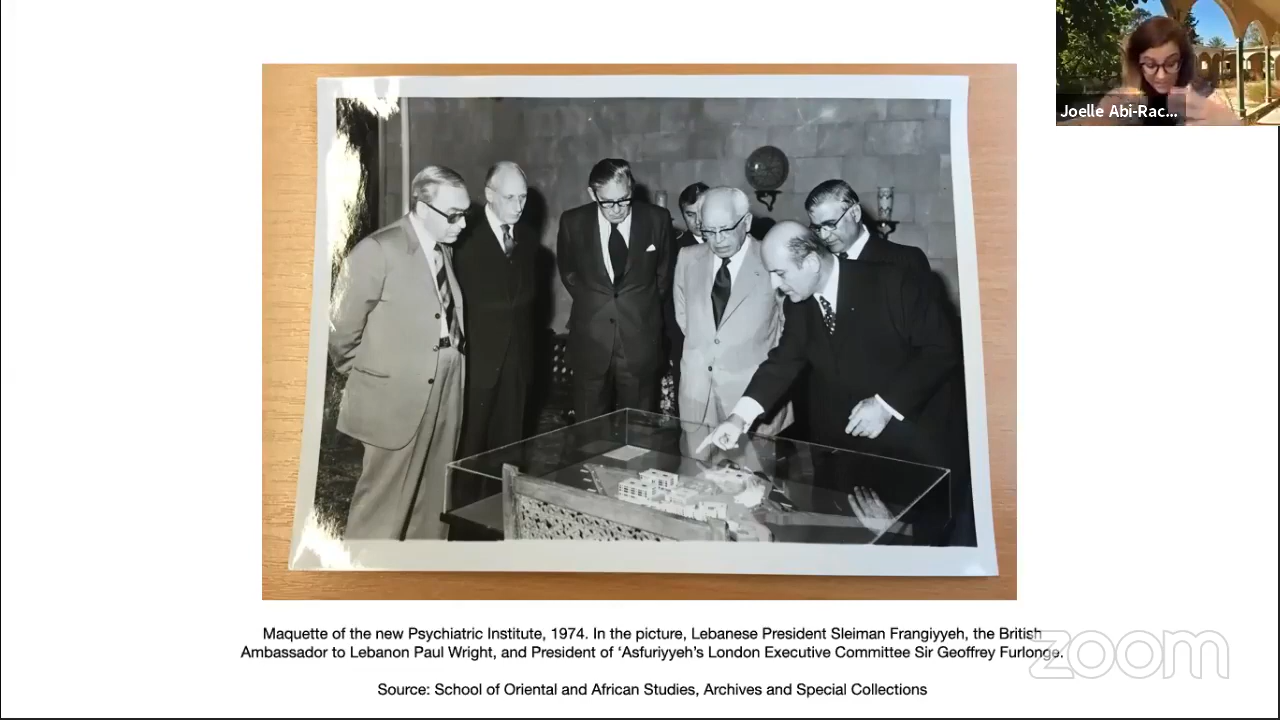 Joelle Abi-Rac...
Maquette of the new Psychiatric Institute, 1974. In the picture, Lebanese President Sleiman Frangiyyeh, the British
Ambassador to Lebanon Paul Wright, and President of ‘Asfuriyyeh’s London Executive Committee Sir Geoffrey Furlonge.
zoom
Source: School of Oriental and African Studies, Archives and Special Collections